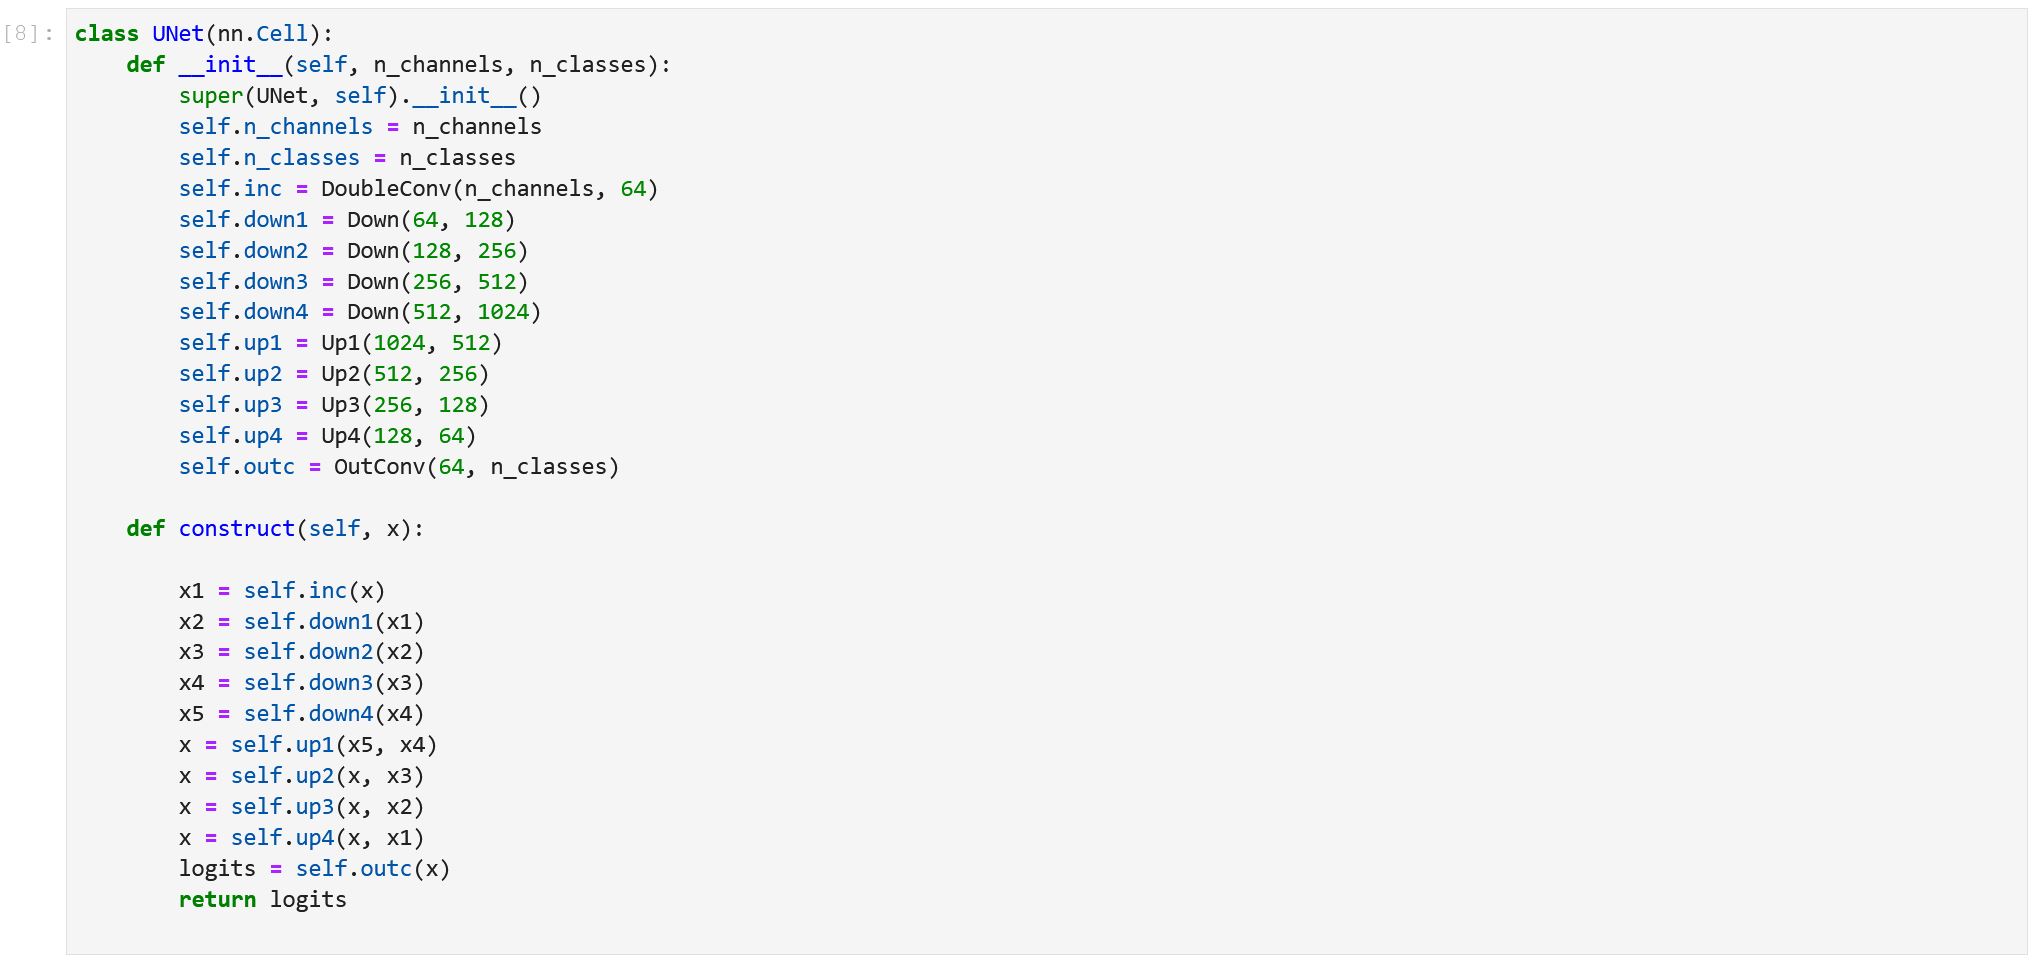 [8]:
class UNet(nn.Cell):
    def __init__(self, n_channels, n_classes):
        super(UNet, self).__init__()
        self.n_channels = n_channels
        self.n_classes = n_classes
        self.inc = DoubleConv(n_channels, 64)
        self.down1 = Down(64, 128)
        self.down2 = Down(128, 256)
        self.down3 = Down(256, 512)
        self.down4 = Down(512, 1024)
        self.up1 = Up1(1024, 512)
        self.up2 = Up2(512, 256)
        self.up3 = Up3(256, 128)
        self.up4 = Up4(128, 64)
        self.outc = OutConv(64, n_classes)

    def construct(self, x):

        x1 = self.inc(x)
        x2 = self.down1(x1)
        x3 = self.down2(x2)
        x4 = self.down3(x3)
        x5 = self.down4(x4)
        x = self.up1(x5, x4)
        x = self.up2(x, x3)
        x = self.up3(x, x2)
        x = self.up4(x, x1)
        logits = self.outc(x)
        return logits